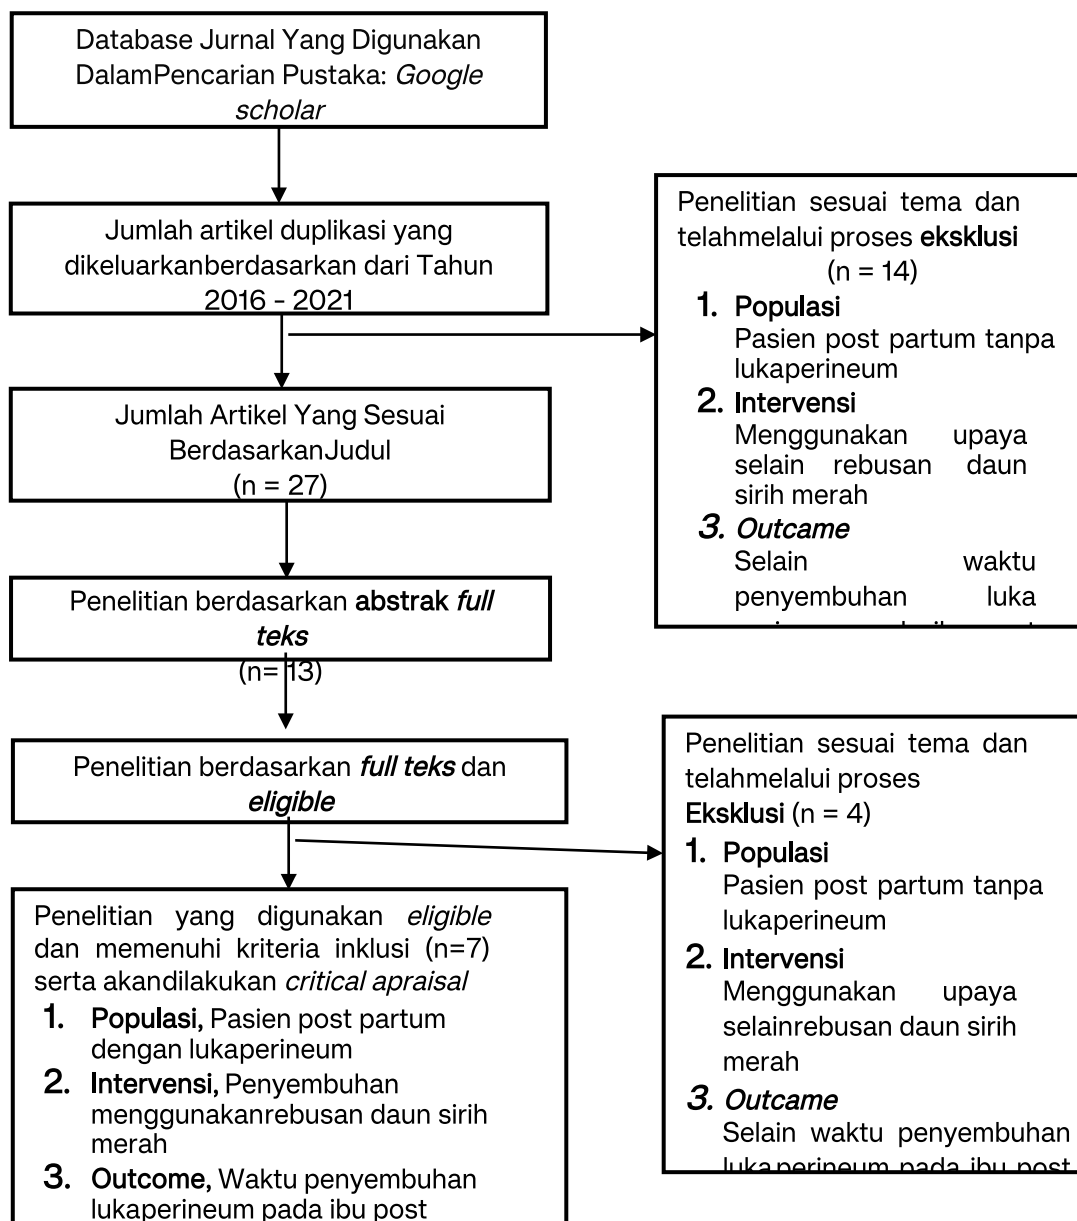 Database Jurnal Yang Digunakan
DalamPencarian Pustaka: Google
scholar
Jumlah artikel duplikasi yang
dikeluarkanberdasarkan dari Tahun
2016 - 2021
Penelitian sesuai tema dan
telahmelalui proses eksklusi
(n = 14)
1. Populasi
Pasien post partum tanpa
lukaperineum
2. Intervensi
Menggunakan upaya
selain rebusan daun
sirih merah
3. Outcame
Selain waktu
penyembuhan luka
Jumlah Artikel Yang Sesuai
BerdasarkanJudul
(n = 27)
Penelitian berdasarkan abstrak full
teks
(n= 13)
Penelitian berdasarkan full teks dan
eligible
Penelitian sesuai tema dan
telahmelalui proses
Eksklusi (n = 4)
1. Populasi
Pasien post partum tanpa
lukaperineum
2. Intervensi
Menggunakan upaya
selainrebusan daun sirih
merah
3. Outcame
Selain waktu penyembuhan
luka perineum pada ibu post
Penelitian yang digunakan eligible
dan memenuhi kriteria inklusi (n=7)
serta akandilakukan critical apraisal
1. Populasi, Pasien post partum
dengan lukaperineum
2. Intervensi, Penyembuhan
menggunakanrebusan daun sirih
merah
3. Outcome, Waktu penyembuhan
lukaperineum pada ibu post